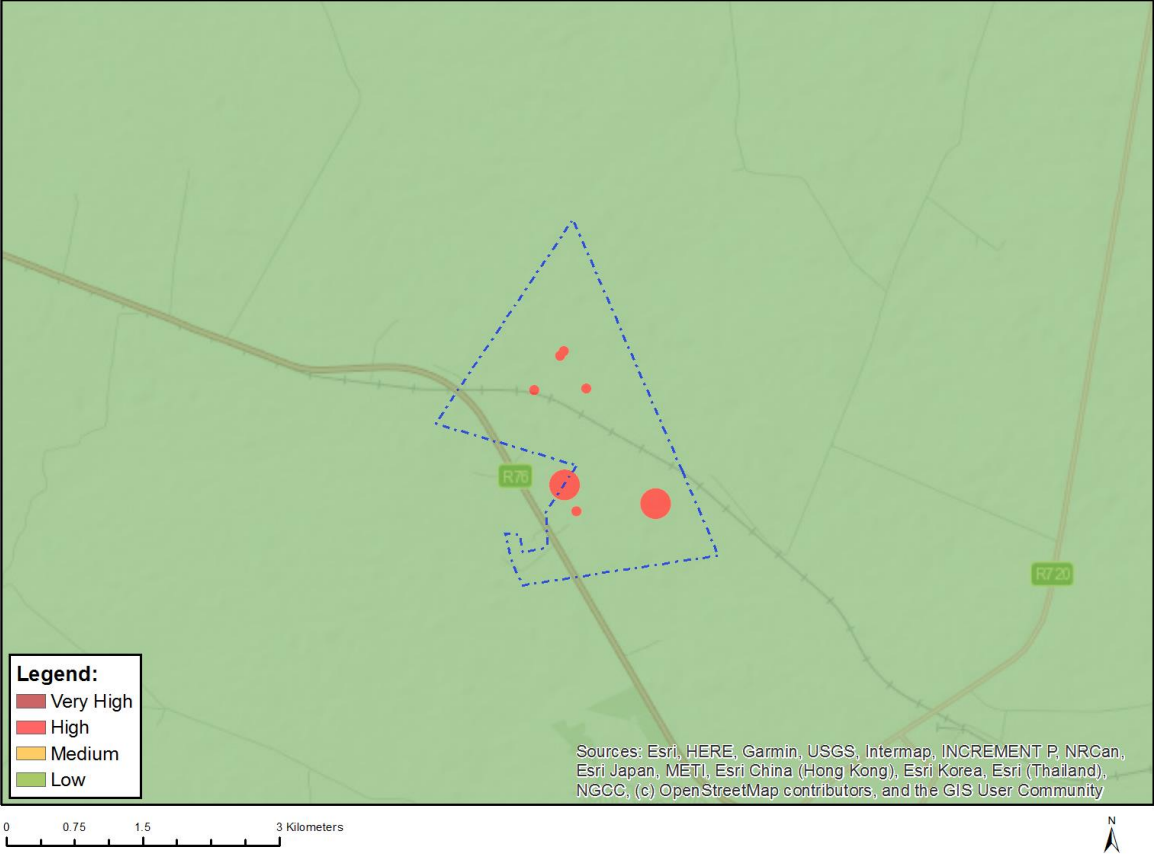 R76
R720
Legend:
Very High
High
Medium
Low
Sources: Esri, HERE, Garmin, USGS, Intermap, INCREMENT P, NRCan,
Esri Japan, METI, Esri China (Hong Kong), Esri Korea, Esri (Thailand),
NGCC, (c) OpenStreetMap contributors, and the GIS User Community
0 0.75 1.5 3 Kilometers
N